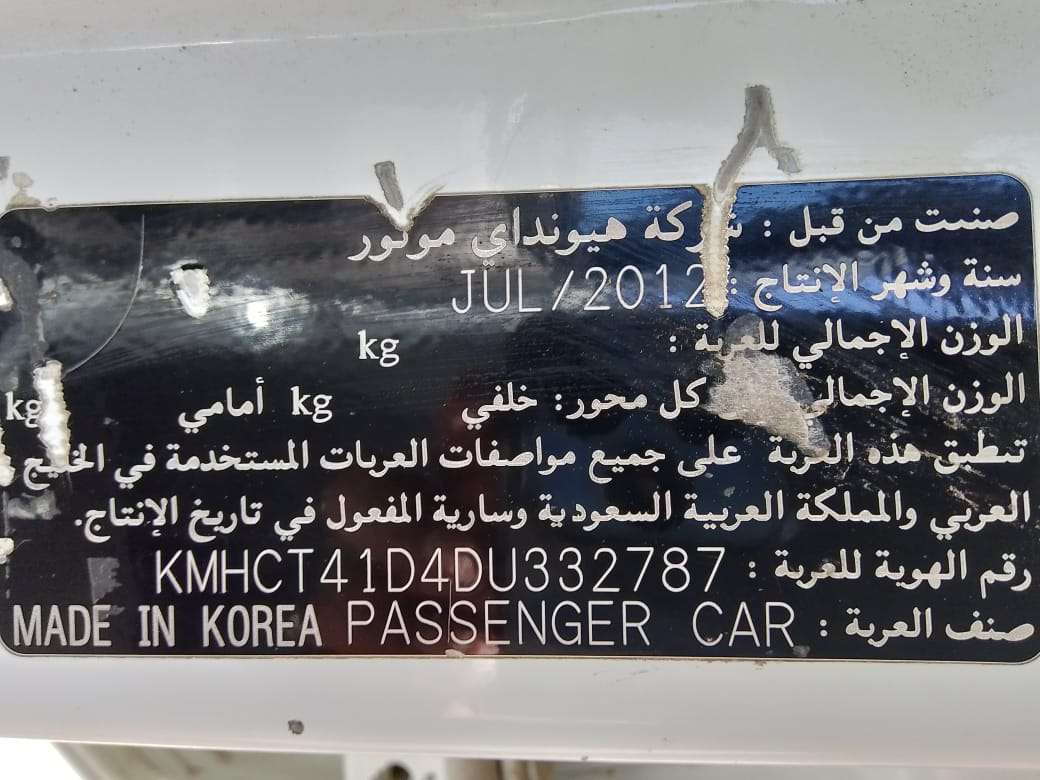 صنعت من قبل : شركة هيونداي موتور
سنة وشهر الإنتاج : JUL/2012
الوزن الإجمالي للعربة : kg
الوزن الإجمالي كل محور: خلفي kg أمامي kg
تنطبق هذه العربة على جميع مواصفات العربات المستخدمة في الخليج
العربي والمملكة العربية السعودية وسارية المفعول في تاريخ الإنتاج.
رقم الهوية للعربة : KMHCT41D4DU332787
صنف العربة : PASSENGER CAR MADE IN KOREA